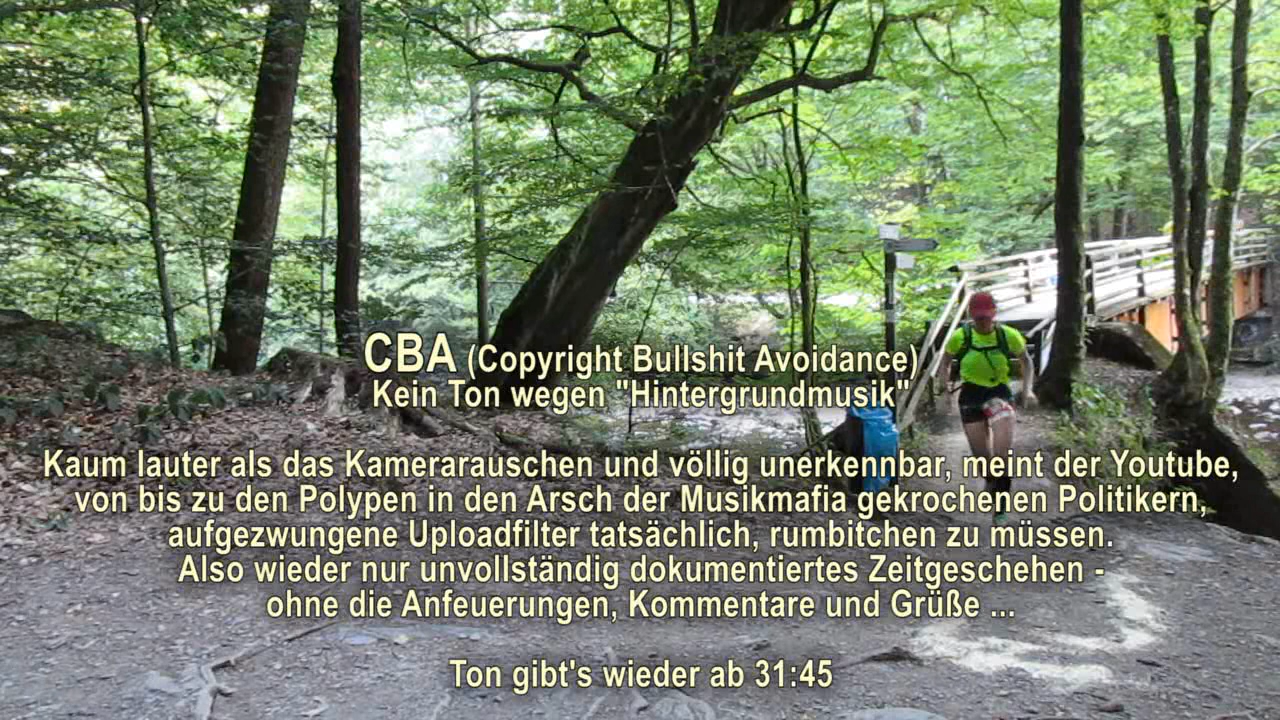 CBA (Copyright Bullshit Avoidance)
Kein Ton wegen "Hintergrundmusik"
Kaum lauter als das Kamerarauschen und völlig unerkennbar, meint der Youtube,
von bis zu den Polypen in den Arsch der Musikmafia gekrochenen Politikern,
aufgezwungene Uploadfilter tatsächlich, rumbitchen zu müssen.
Also wieder nur unvollständig dokumentiertes Zeitgeschehen -
ohne die Anfeuerungen, Kommentare und Grüße ...
Ton gibt's wieder ab 31:45